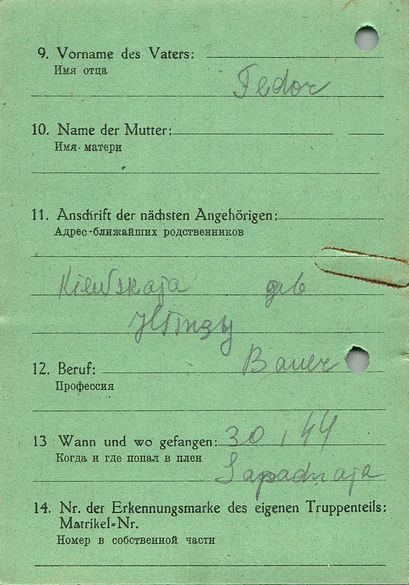 9. Vorname des Vaters:
Имя отца
Fedor
10. Name der Mutter:
Имя матери
11. Anschrift der nächsten Angehörigen:
Адрес-ближайших родственников
Kiewskaja
12. Beruf:
Bauer
Профессия
13 Wann und wo gefangen: 30, 44
Когда и где попал в плен
Sapadnaja
14. Nr. der Erkennungsmarke des eigenen Truppenteils:
Matrikel-Nr.
Номер в собственной части